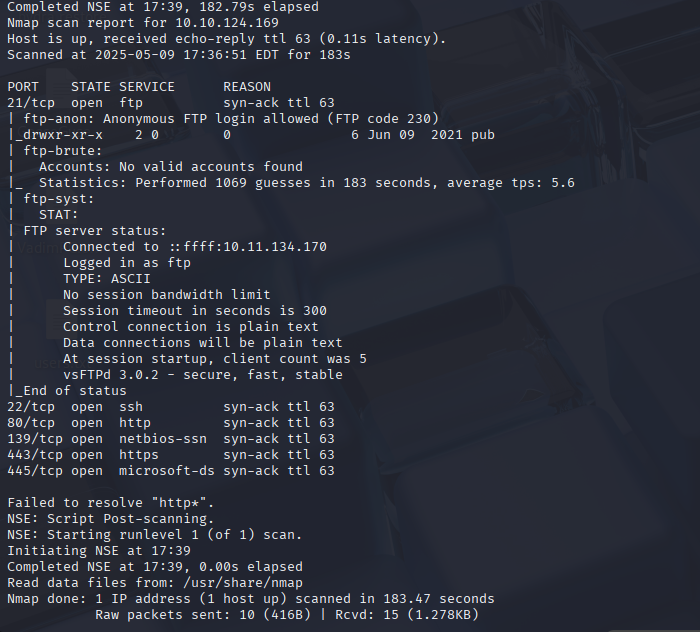 Completed NSE at 17:39, 182.79s elapsed
Nmap scan report for 10.10.124.169
Host is up, received echo-reply ttl 63 (0.11s latency).
Scanned at 2025-05-09 17:36:51 EDT for 183s

PORT    STATE SERVICE      REASON
21/tcp  open  ftp          syn-ack ttl 63
| ftp-anon: Anonymous FTP login allowed (FTP code 230)
|_drwxr-xr-x    2 0        0               6 Jun 09  2021 pub
| ftp-brute:
|   Accounts: No valid accounts found
|_  Statistics: Performed 1069 guesses in 183 seconds, average tps: 5.6
| ftp-syst:
|   STAT:
| FTP server status:
|      Connected to ::ffff:10.11.134.170
|      Logged in as ftp
|      TYPE: ASCII
|      No session bandwidth limit
|      Session timeout in seconds is 300
|      Control connection is plain text
|      Data connections will be plain text
|      At session startup, client count was 5
|      vsFTPd 3.0.2 - secure, fast, stable
|_End of status
22/tcp  open  ssh          syn-ack ttl 63
80/tcp  open  http         syn-ack ttl 63
139/tcp open  netbios-ssn  syn-ack ttl 63
443/tcp open  https        syn-ack ttl 63
445/tcp open  microsoft-ds syn-ack ttl 63

Failed to resolve "http*".
NSE: Script Post-scanning.
NSE: Starting runlevel 1 (of 1) scan.
Initiating NSE at 17:39
Completed NSE at 17:39, 0.00s elapsed
Read data files from: /usr/share/nmap
Nmap done: 1 IP address (1 host up) scanned in 183.47 seconds
           Raw packets sent: 10 (416B) | Rcvd: 15 (1.278KB)